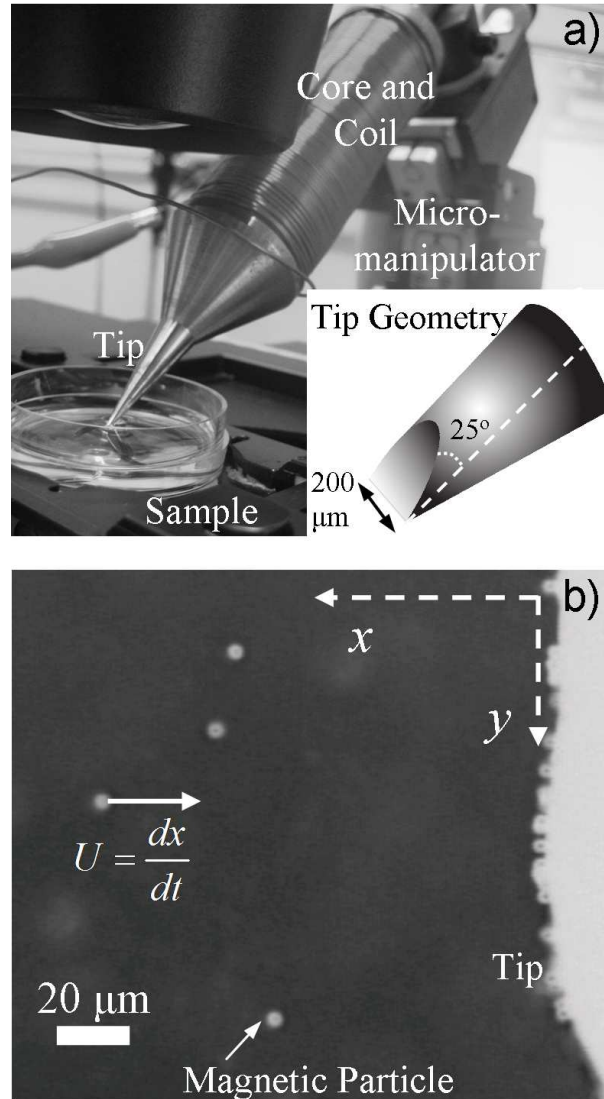 a)
Core and
Coil
Micro-
manipulator
Tip
Sample
Tip Geometry
25°
200
µm
b)
x
y
U = dx/dt
Tip
20 µm
Magnetic Particle